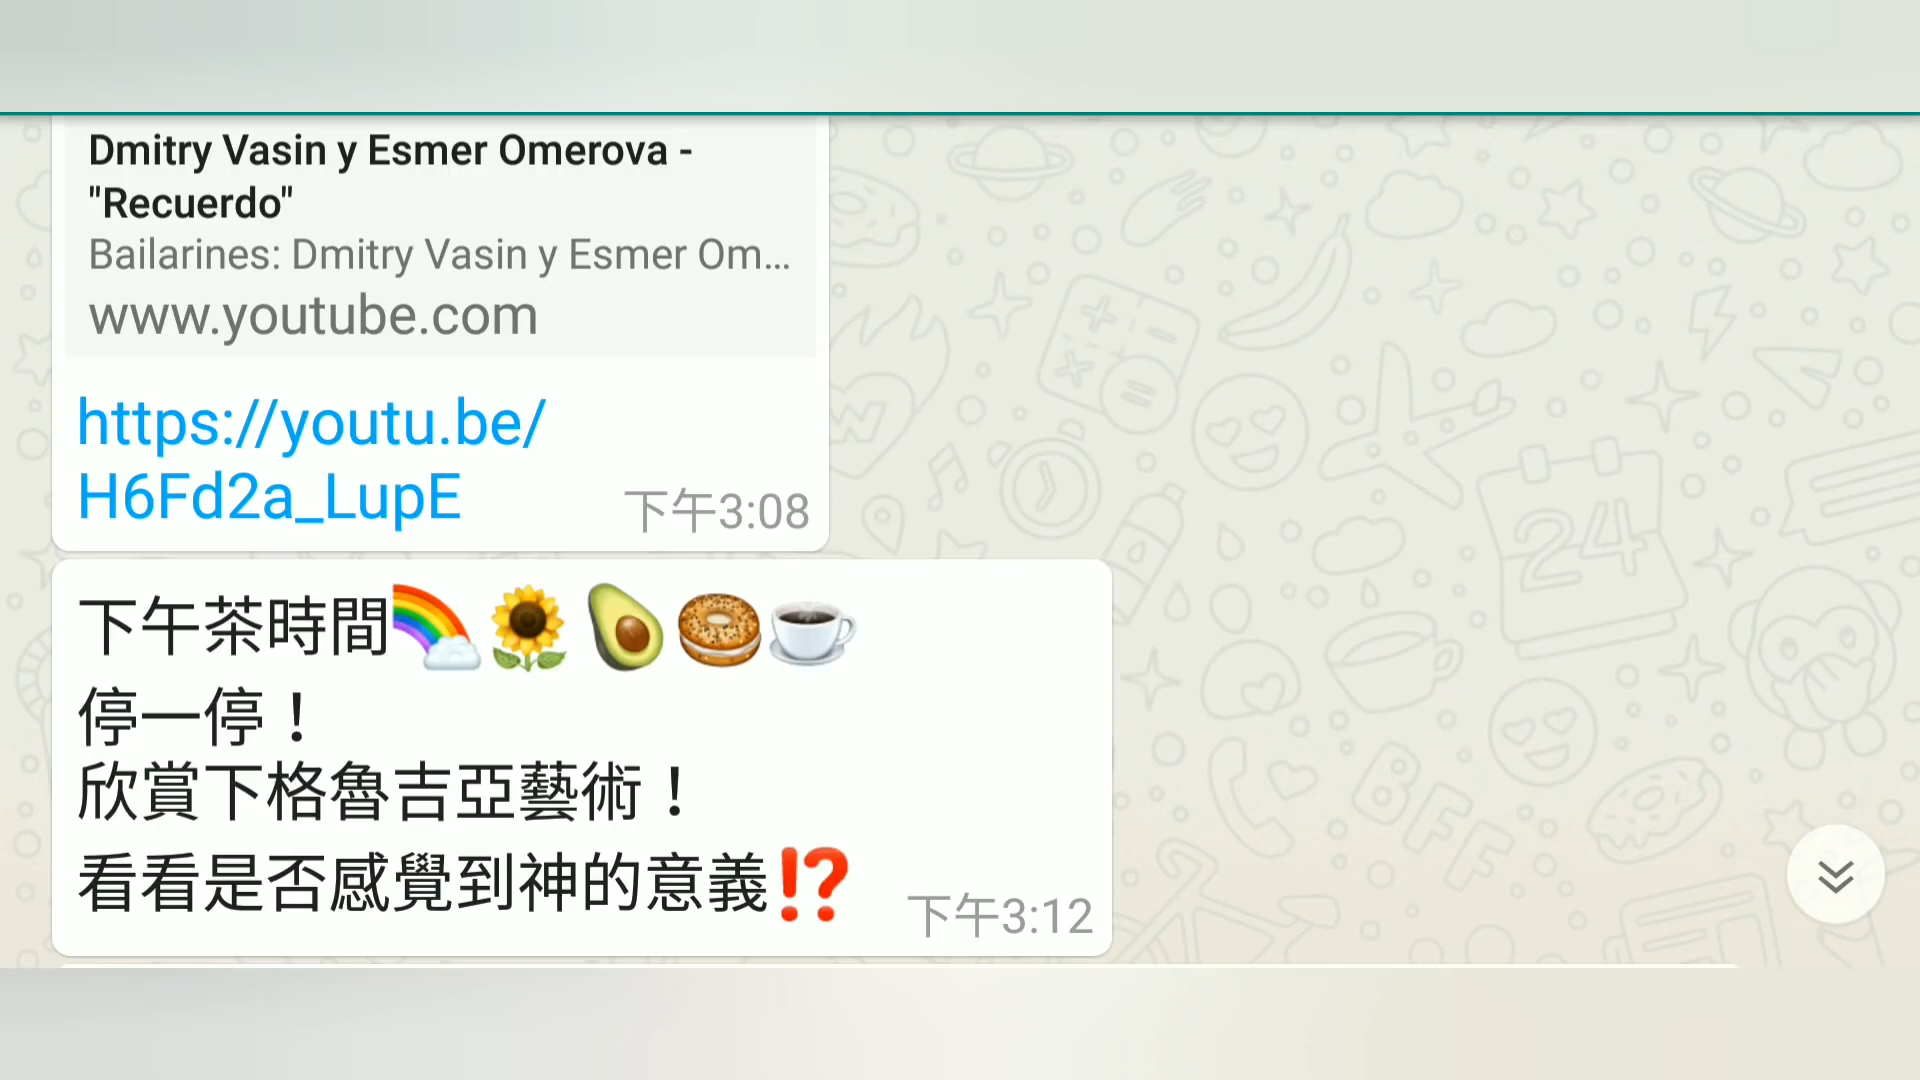 Dmitry Vasin y Esmer Omerova -
"Recuerdo"
Bailarines: Dmitry Vasin y Esmer Om...
www.youtube.com
https://youtu.be/
H6Fd2a_LupE
下午3:08
下午茶時間🌈🌻🥑🥯☕
停一停！
欣賞下格魯吉亞藝術！
看看是否感覺到神的意義⁉️
下午3:12